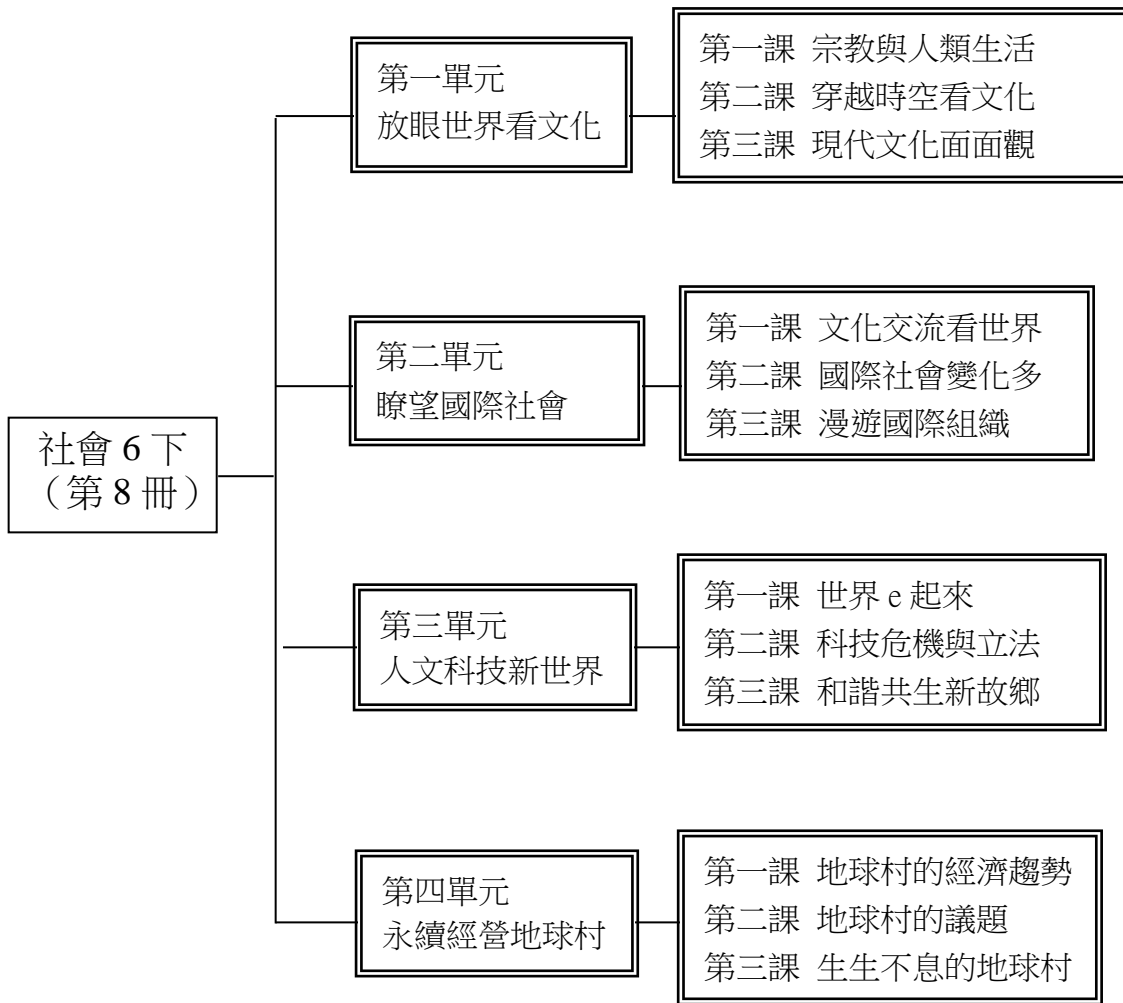 社會 6 下
（第 8 冊）
第一單元
放眼世界看文化
第一課 宗教與人類生活
第二課 穿越時空看文化
第三課 現代文化面面觀
第二單元
瞭望國際社會
第一課 文化交流看世界
第二課 國際社會變化多
第三課 漫遊國際組織
第三單元
人文科技新世界
第一課 世界 e 起來
第二課 科技危機與立法
第三課 和諧共生新故鄉
第四單元
永續經營地球村
第一課 地球村的經濟趨勢
第二課 地球村的議題
第三課 生生不息的地球村